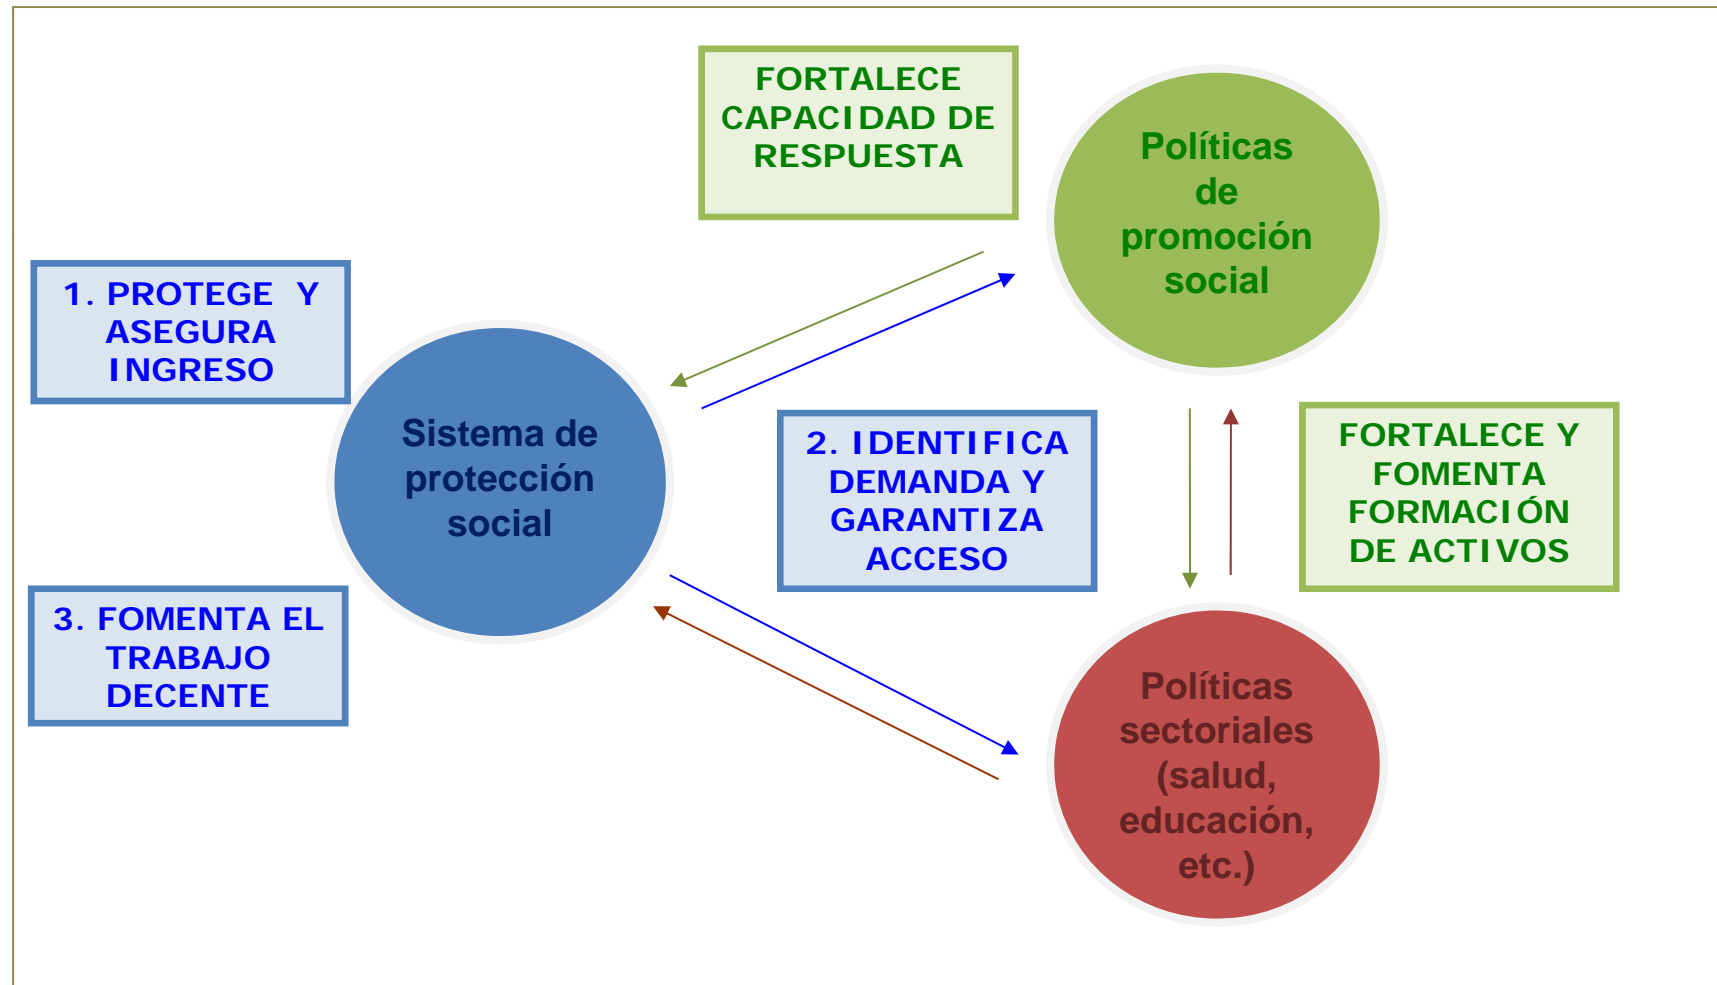 FORTALECE
CAPACIDAD DE
RESPUESTA
Políticas
de
promoción
social
1. PROTEGE Y
ASEGURA
INGRESO
Sistema de
protección
social
2. IDENTIFICA
DEMANDA Y
GARANTIZA
ACCESO
FORTALECE Y
FOMENTA
FORMACIÓN
DE ACTIVOS
3. FOMENTA EL
TRABAJO
DECENTE
Políticas
sectoriales
(salud,
educación,
etc.)